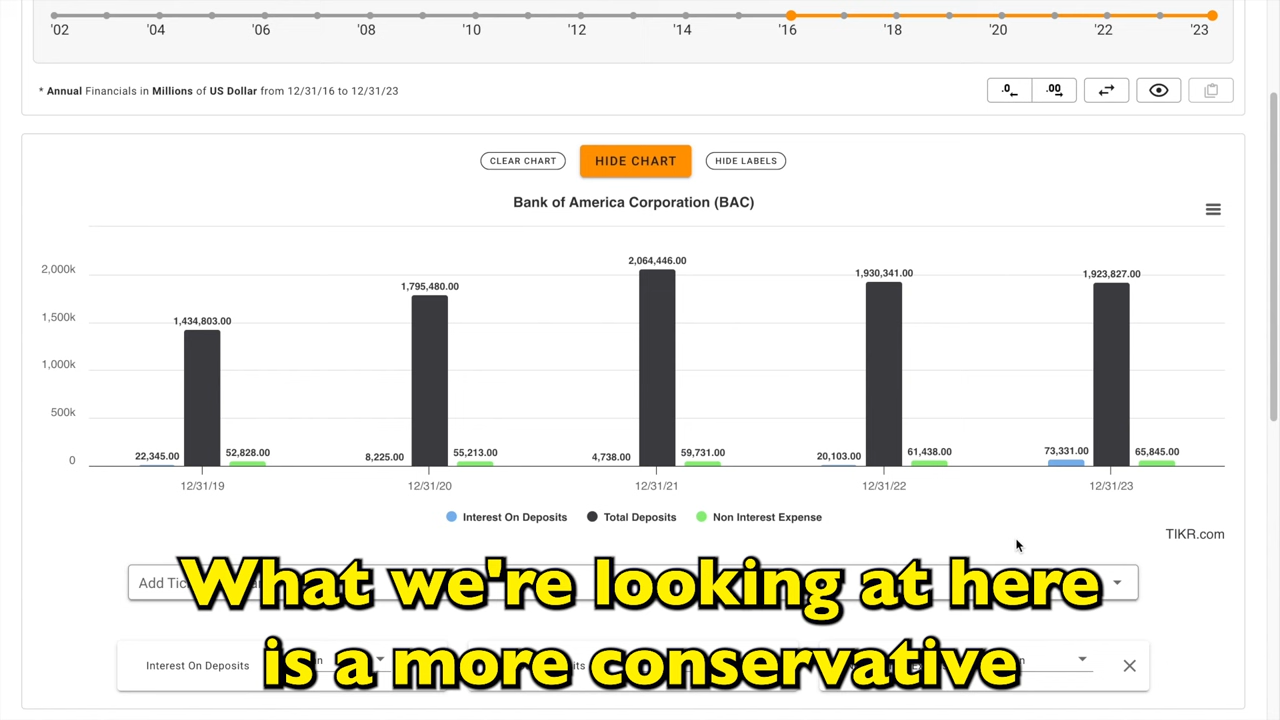 '02 '04 '06 '08 '10 '12 '14 '16 '18 '20 '22 '23
* Annual Financials in Millions of US Dollar from 12/31/16 to 12/31/23
.0 .00
CLEAR CHART HIDE CHART HIDE LABELS
Bank of America Corporation (BAC)
2,064,446.00
2,000k 1,930,341.00 1,923,827.00
1,795,480.00
1,500k 1,434,803.00
1,000k
500k
0 22,345.00 52,828.00 8,225.00 55,213.00 4,738.00 59,731.00 20,103.00 61,438.00 73,331.00 65,845.00
12/31/19 12/31/20 12/31/21 12/31/22 12/31/23
Interest On Deposits Total Deposits Non Interest Expense
TIKR.com
Add
What we're looking at here
Interest On Deposits
is a more conservative